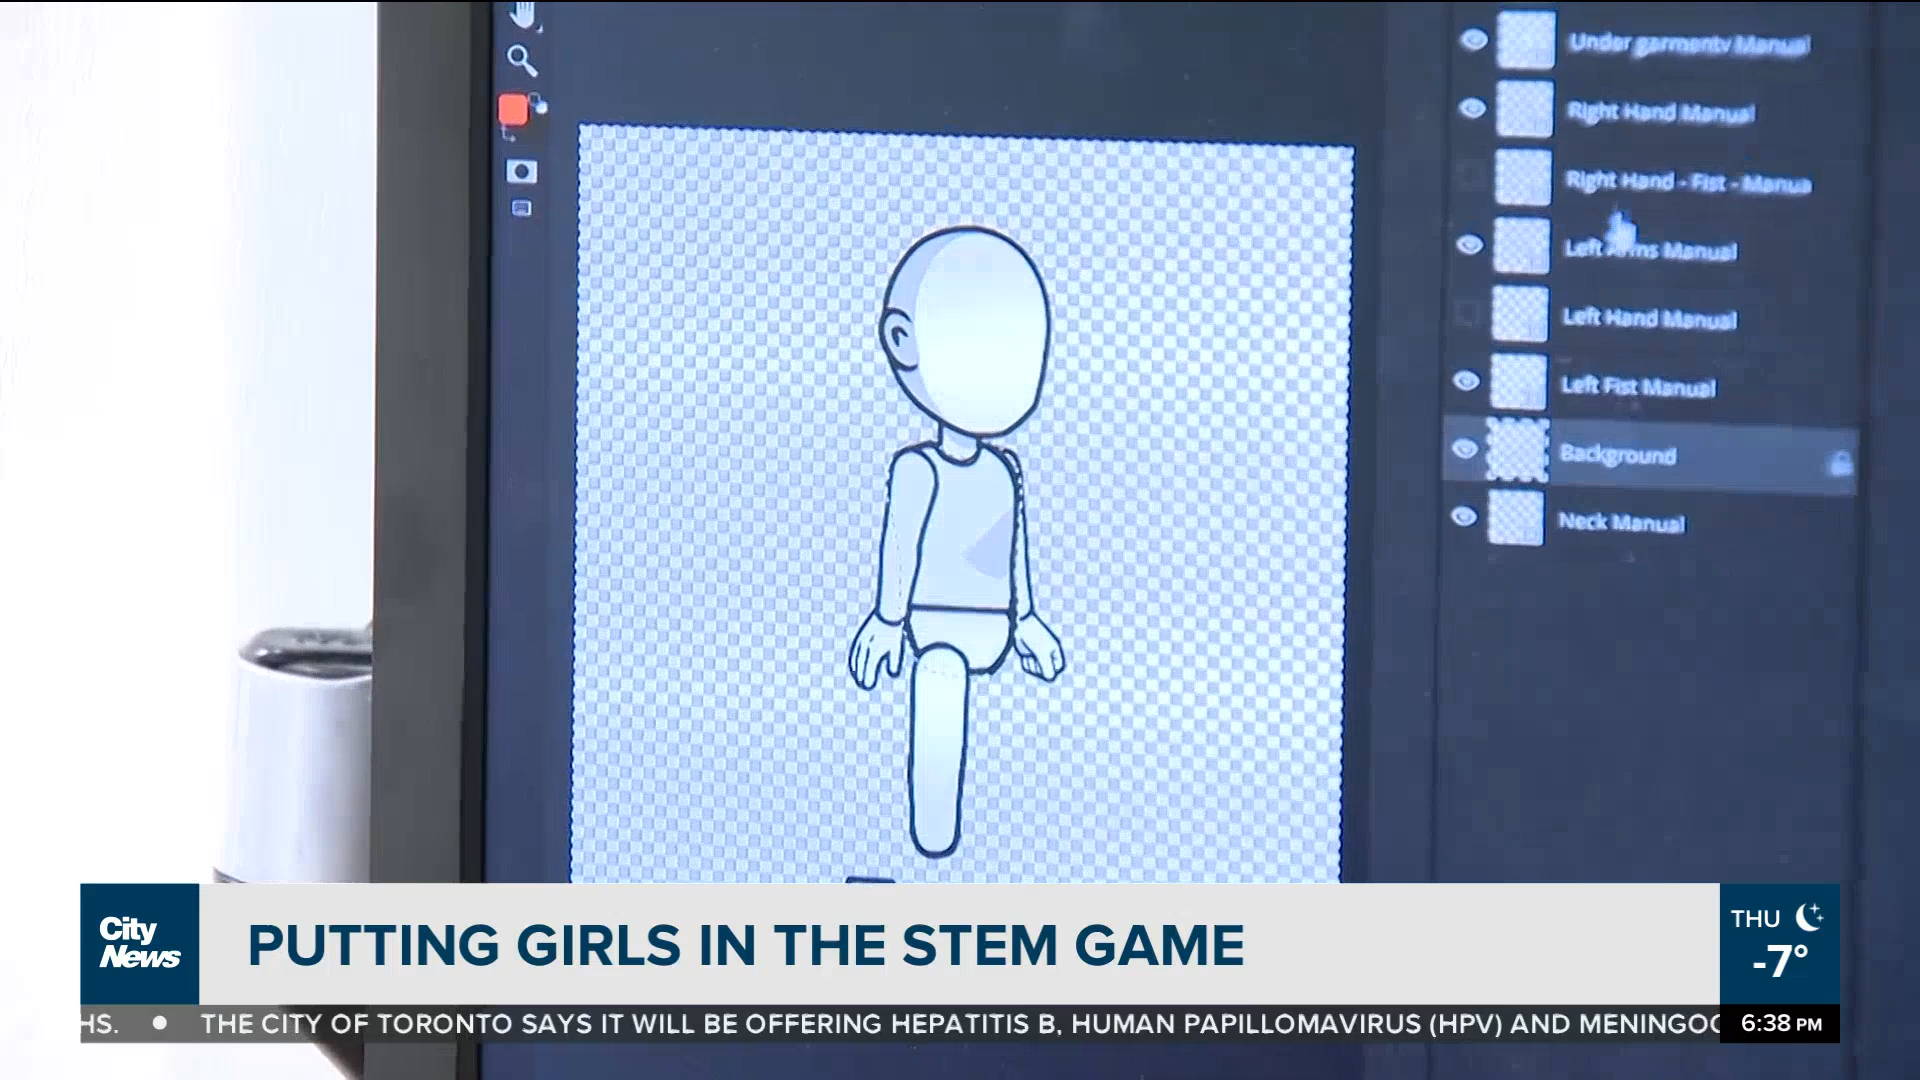 Under garmentv Manual
Right Hand Manual
Right Hand - Fist - Manua
Left Arms Manual
Left Hand Manual
Left Fist Manual
Background
Neck Manual
City News
PUTTING GIRLS IN THE STEM GAME
THU
-7°
HS. • THE CITY OF TORONTO SAYS IT WILL BE OFFERING HEPATITIS B, HUMAN PAPILLOMAVIRUS (HPV) AND MENINGOC
6:38 PM